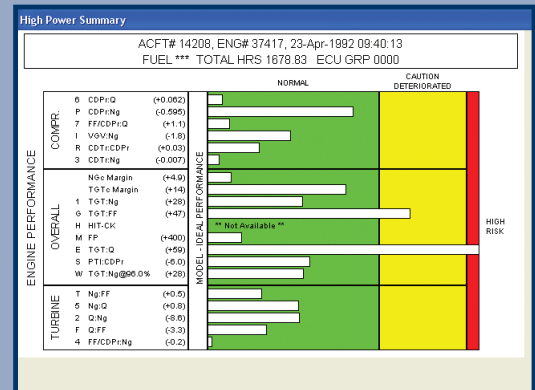 High Power Summary
ACFT# 14208, ENG# 37417, 23-Apr-1992 09:40:13
FUEL *** TOTAL HRS 1678.83 ECU GRP 0000
NORMAL
CAUTION
DETERIORATED
ENGINE PERFORMANCE
COMPR.
6 CDPr:Q (+0.062)
P CDPr:Ng (-0.595)
7 FF/CDPr:Q (+1.1)
I VGV:Ng (-1.8)
R CDTr:CDPr (+0.03)
3 CDTr:Ng (-0.007)
OVERALL
NGc Margin (+4.9)
TGTc Margin (+14)
1 TGT:Ng (+28)
G TGT:FF (+47)
H HIT-CK ** Not Available **
M FP (+400)
E TGT:Q (+59)
S PTI:CDPr (-6.0)
W TGT:Ng@96.0% (+28)
TURBINE
T Ng:FF (+0.5)
5 Ng:Q (+0.8)
2 Q:Ng (-8.6)
F Q:FF (-3.3)
4 FF/CDPr:Ng (-0.2)
MODEL - IDEAL PERFORMANCE
HIGH
RISK